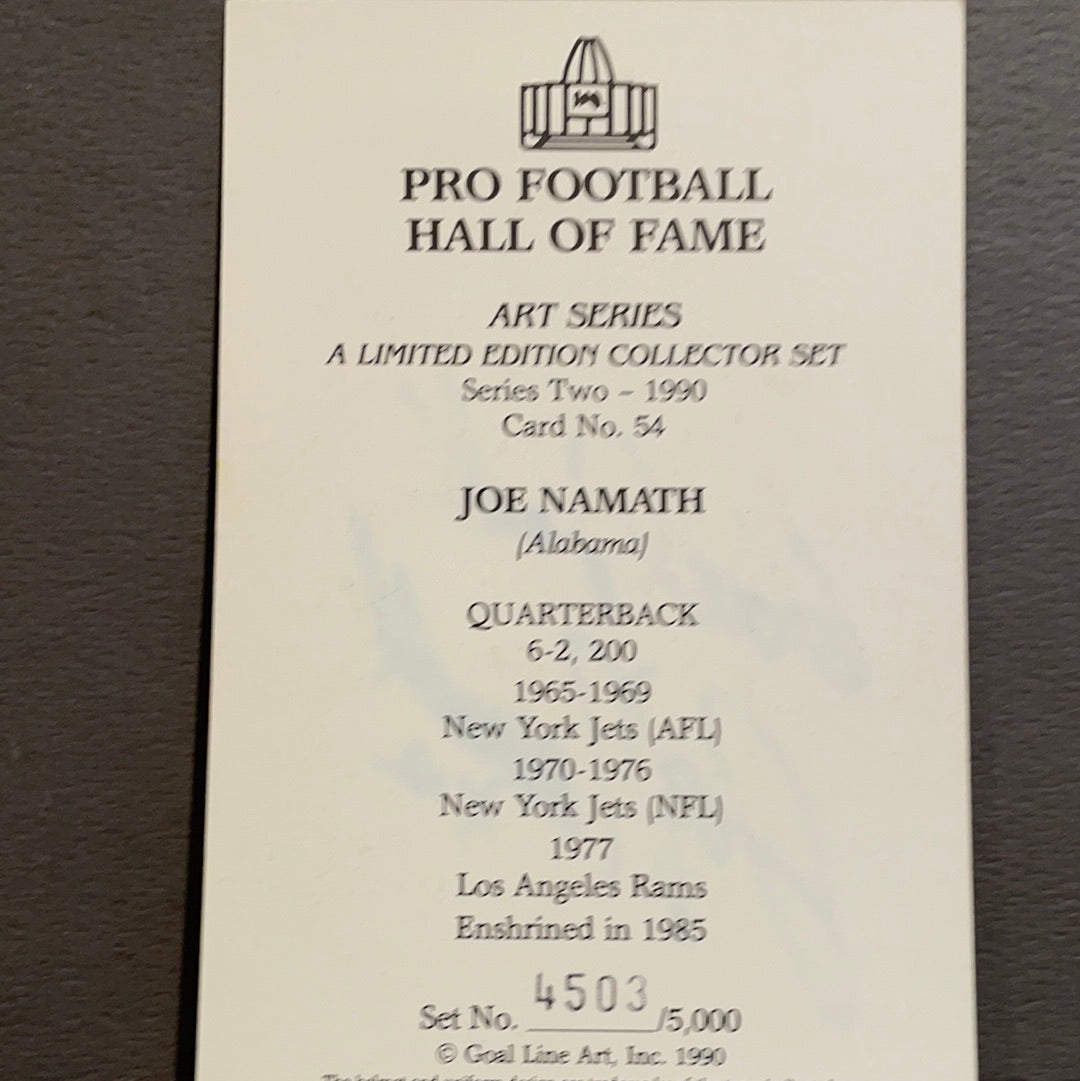 PRO FOOTBALL
HALL OF FAME
ART SERIES
A LIMITED EDITION COLLECTOR SET
Series Two - 1990
Card No. 54
JOE NAMATH
(Alabama)
QUARTERBACK
6-2, 200
1965-1969
New York Jets (AFL)
1970-1976
New York Jets (NFL)
1977
Los Angeles Rams
Enshrined in 1985
Set No. 4503/5,000
© Goal Line Art, Inc. 1990